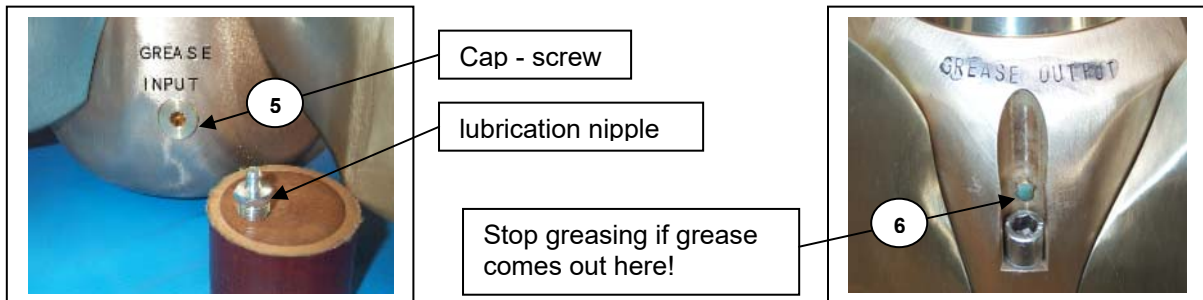 GREASE
INPUT
5
Cap - screw
lubrication nipple
GREASE OUTPUT
6
Stop greasing if grease
comes out here!